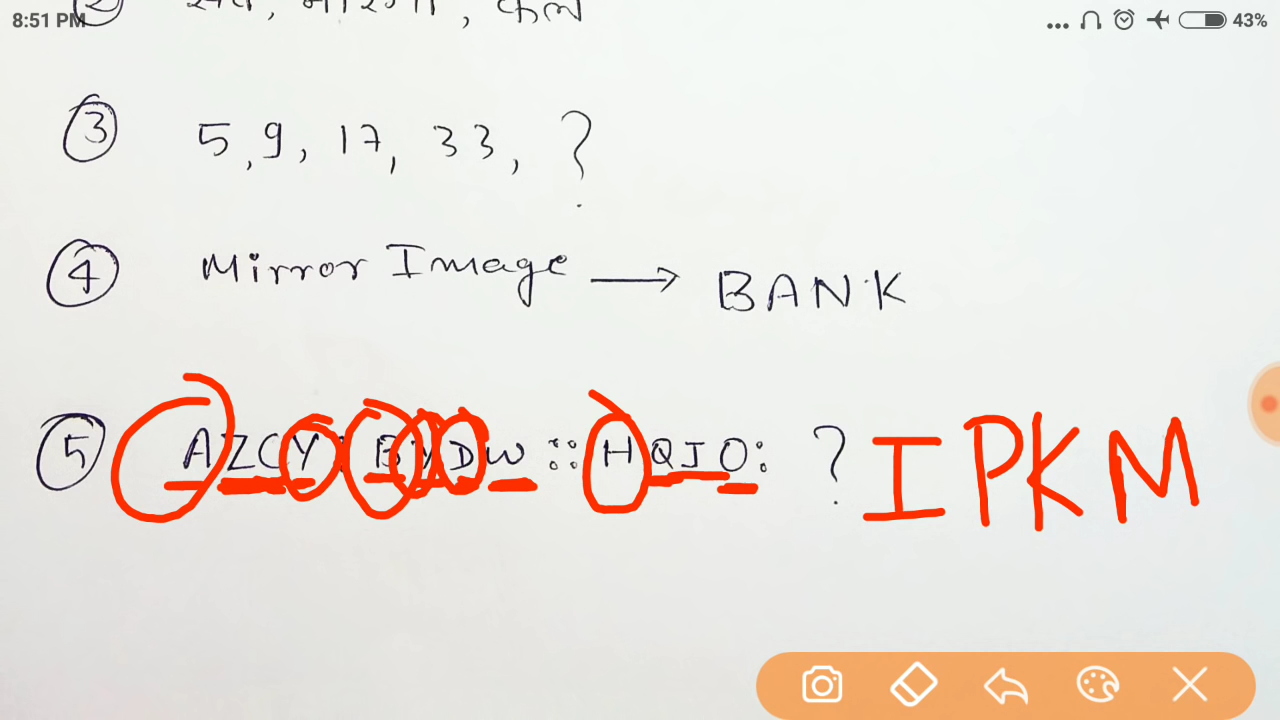 8:51 PM ... 43%
3 5, 9, 17, 33, ?
4 Mirror Image → BANK
5 AZCY : BYDW :: HQJO : ? IPKM